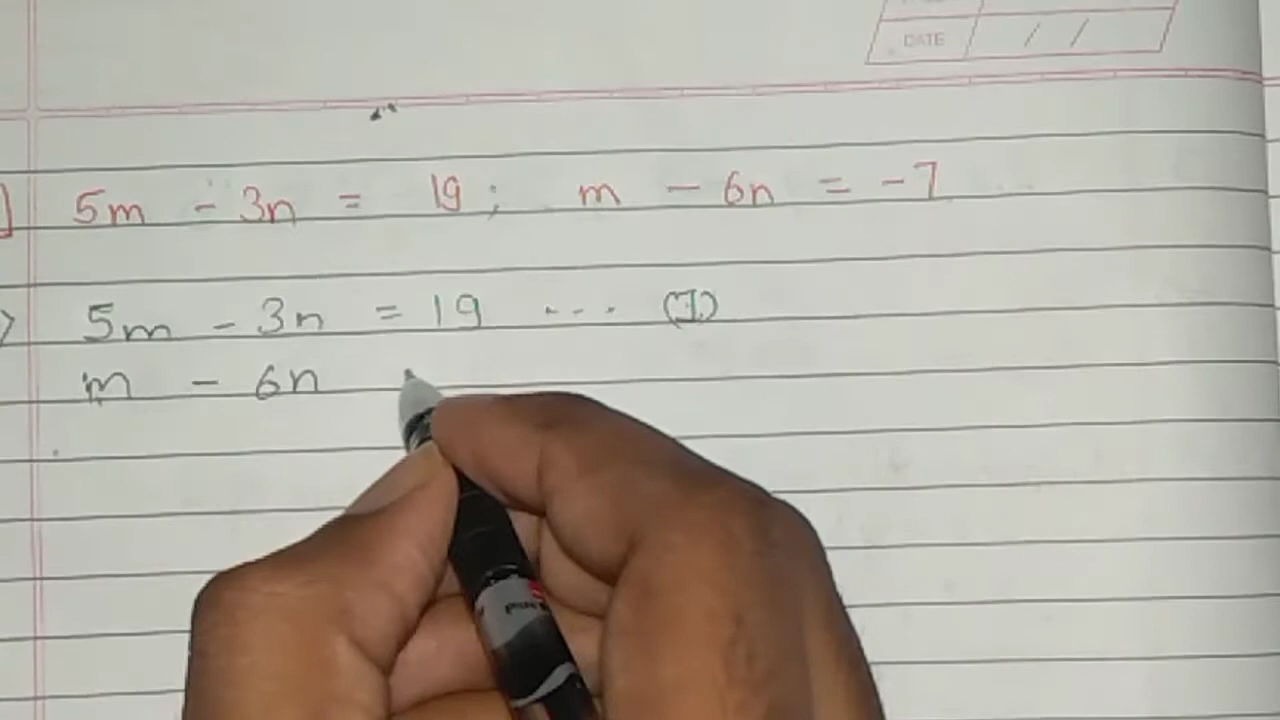 DATE / /
] 5m - 3n = 19 ; m - 6n = -7
> 5m - 3n = 19 ... (I)
m - 6n